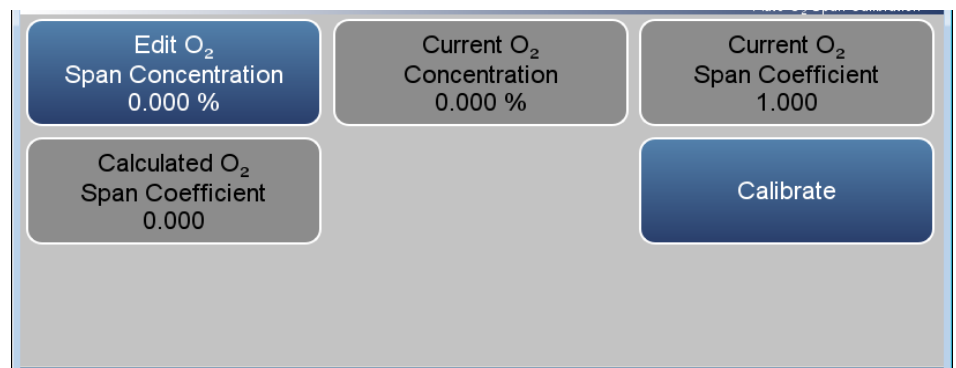 Edit O₂
Span Concentration
0.000 %
Current O₂
Concentration
0.000 %
Current O₂
Span Coefficient
1.000
Calculated O₂
Span Coefficient
0.000
Calibrate